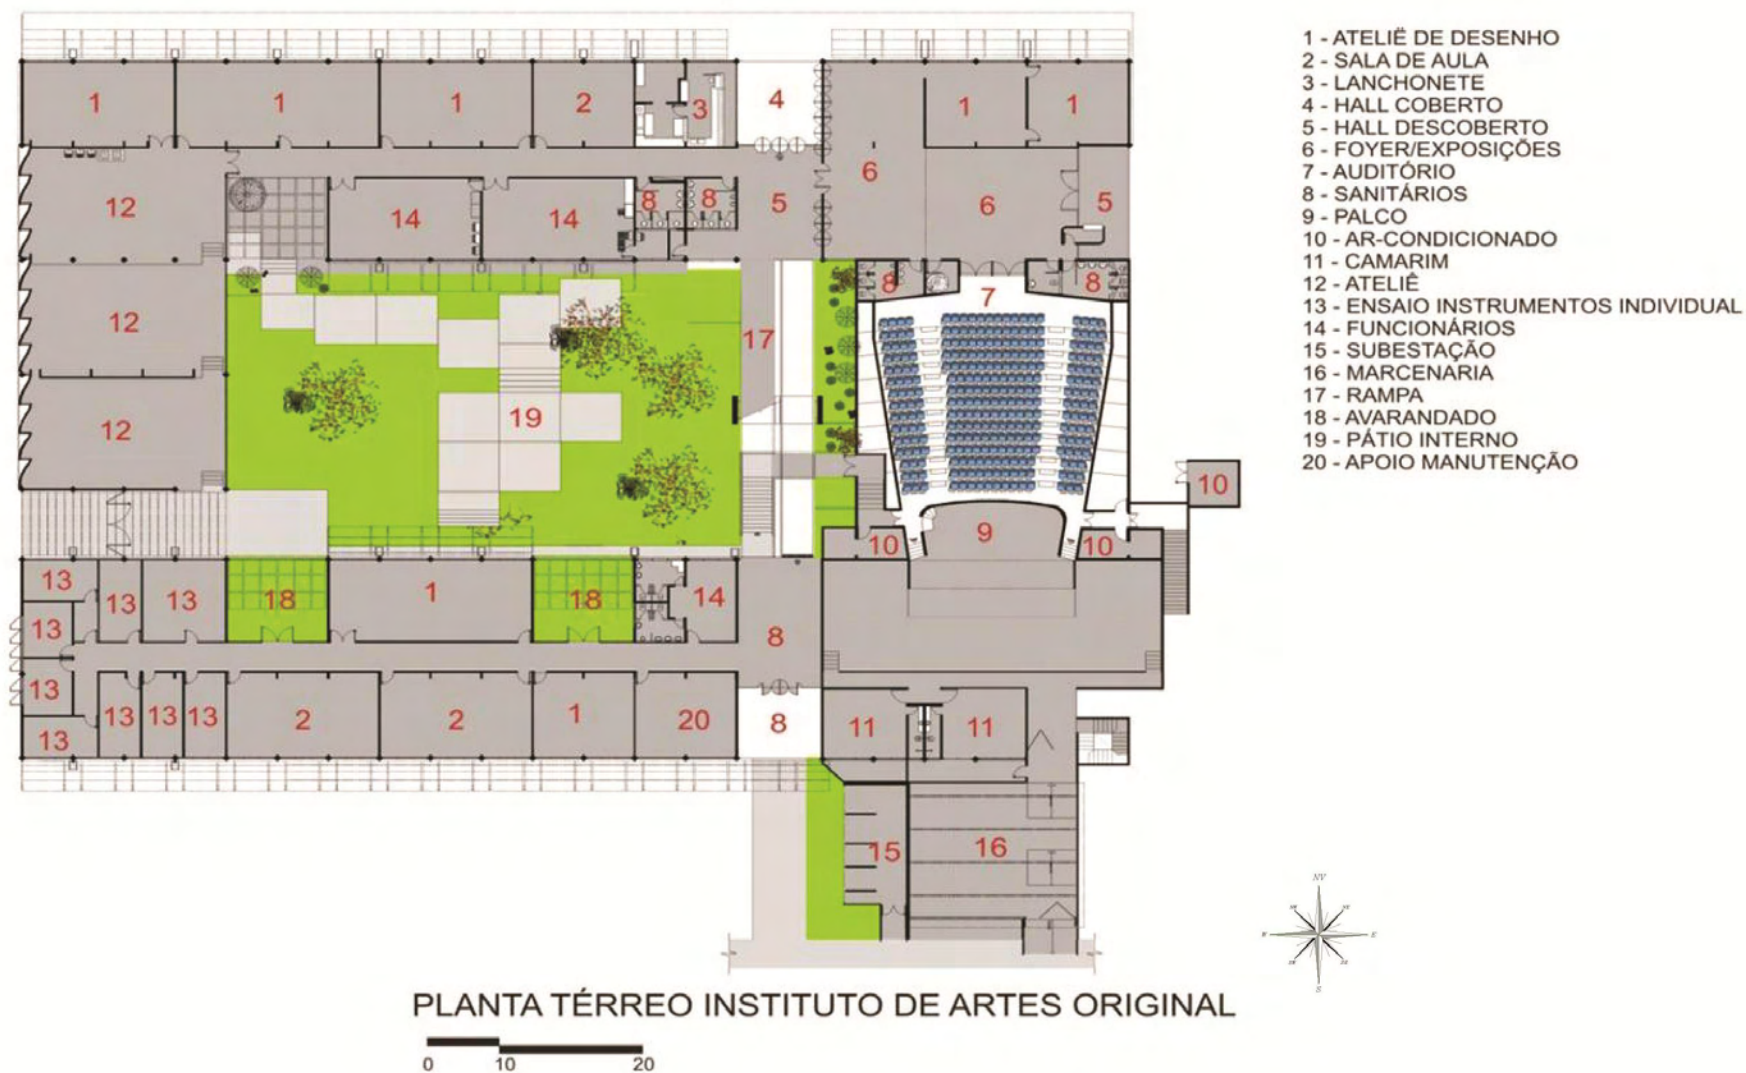 1 - ATELIË DE DESENHO
2 - SALA DE AULA
3 - LANCHONETE
4 - HALL COBERTO
5 - HALL DESCOBERTO
6 - FOYER/EXPOSIÇÕES
7 - AUDITÓRIO
8 - SANITÁRIOS
9 - PALCO
10 - AR-CONDICIONADO
11 - CAMARIM
12 - ATELIÊ
13 - ENSAIO INSTRUMENTOS INDIVIDUAL
14 - FUNCIONÁRIOS
15 - SUBESTAÇÃO
16 - MARCENARIA
17 - RAMPA
18 - AVARANDADO
19 - PÁTIO INTERNO
20 - APOIO MANUTENÇÃO
1 1 1 2 3 4 1 1
12 14 14 8 8 5 6 6 5
8 7 8
12 17
12 19
10
9
10 10
13 13 13 18 1 18 14
13 8
13
13 13 13 13 2 2 1 20 8 11 11
15 16
PLANTA TÉRREO INSTITUTO DE ARTES ORIGINAL
0 10 20
NV
E
S